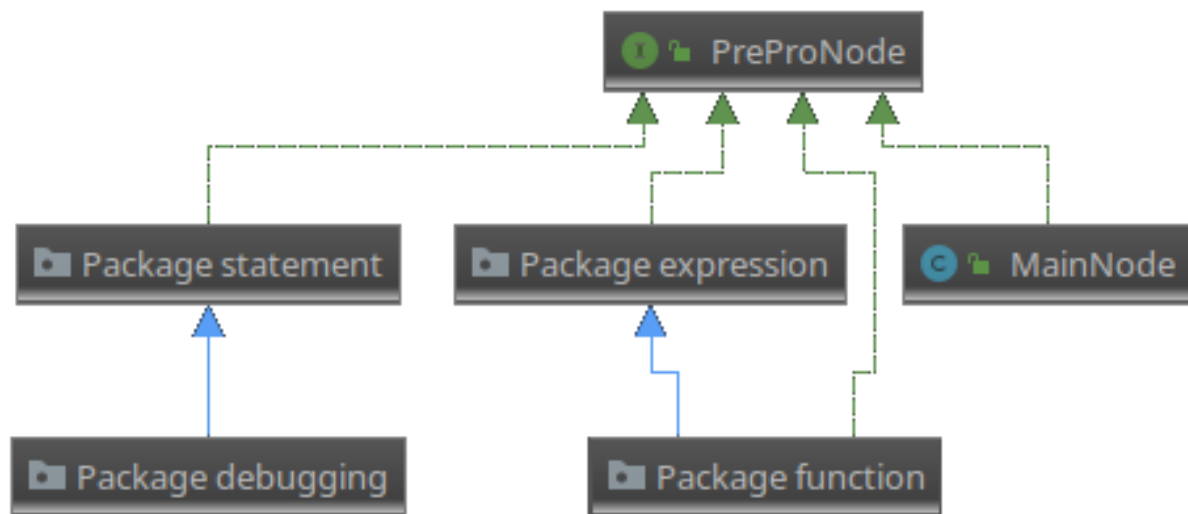 PreProNode
Package statement
Package expression
MainNode
Package debugging
Package function